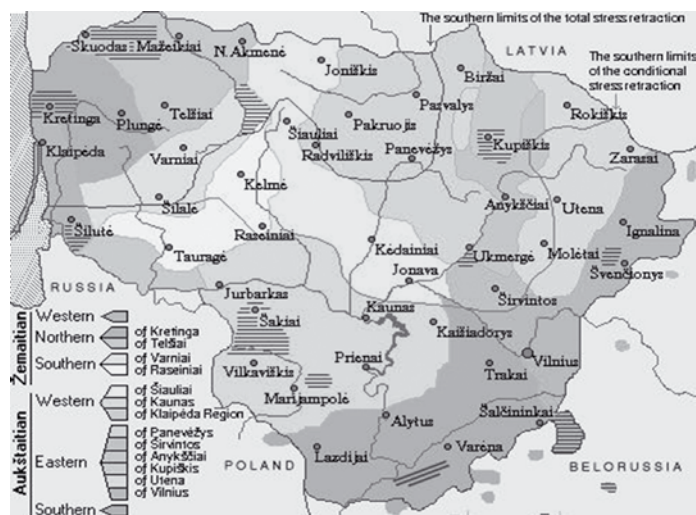 The southern limits of the total stress retraction
LATVIA
The southern limits
of the conditional
stress retraction
Skuodas
Mažeikiai
N. Akmenė
Joniškis
Biržai
Kretinga
Plungė
Telšiai
Pakruojis
Pasvalys
Rokiškis
Klaipėda
Varniai
Šiauliai
Radviliškis
Panevėžys
Kupiškis
Zarasai
Kelmė
Šilalė
Anykščiai
Utena
Ignalina
Šilutė
Tauragė
Raseiniai
Kėdainiai
Ukmergė
Molėtai
Švenčionys
RUSSIA
Jurbarkas
Jonava
Širvintos
Šakiai
Kaunas
Kaišiadorys
Vilkaviškis
Prienai
Vilnius
Trakai
Marijampolė
Alytus
Šalčininkai
Lazdijai
Varėna
POLAND
BELORUSSIA
Žemaitian
Western
Northern
of Kretinga
of Telšiai
Southern
of Varniai
of Raseiniai
Aukštaitian
Western
of Šiauliai
of Kaunas
of Klaipėda Region
Eastern
of Panevėžys
of Širvintos
of Anykščiai
of Kupiškis
of Utena
of Vilnius
Southern